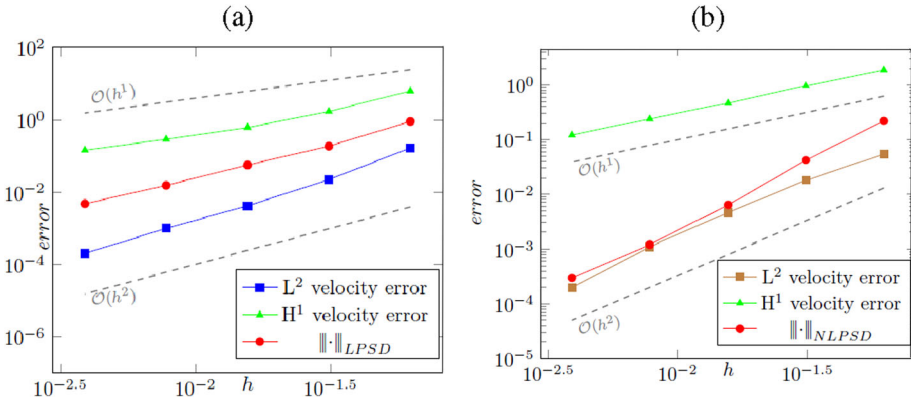 (a)
10^2
10^0
10^{-2}
10^{-4}
10^{-6}
error
O(h^1)
O(h^2)
L^2 velocity error
H^1 velocity error
⦀·⦀_{LPSD}
10^{-2.5}
10^{-2}
h
10^{-1.5}
(b)
10^0
10^{-1}
10^{-2}
10^{-3}
10^{-4}
10^{-5}
error
O(h^1)
O(h^2)
L^2 velocity error
H^1 velocity error
⦀·⦀_{NLPSD}
10^{-2.5}
10^{-2}
h
10^{-1.5}